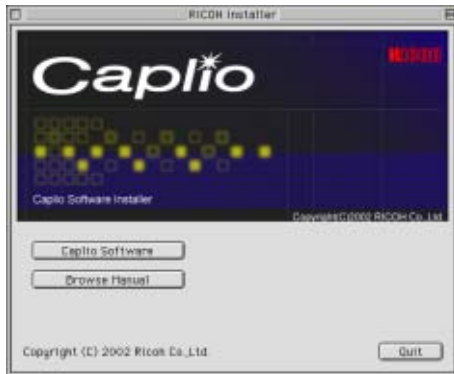 RICOH installer
Caplio
RICOH
Caplio Software Installer
Copyright(C)2002 RICOH Co.,Ltd.
Caplio Software
Browse Manual
Copyright (C) 2002 Ricoh Co.,Ltd.
Quit